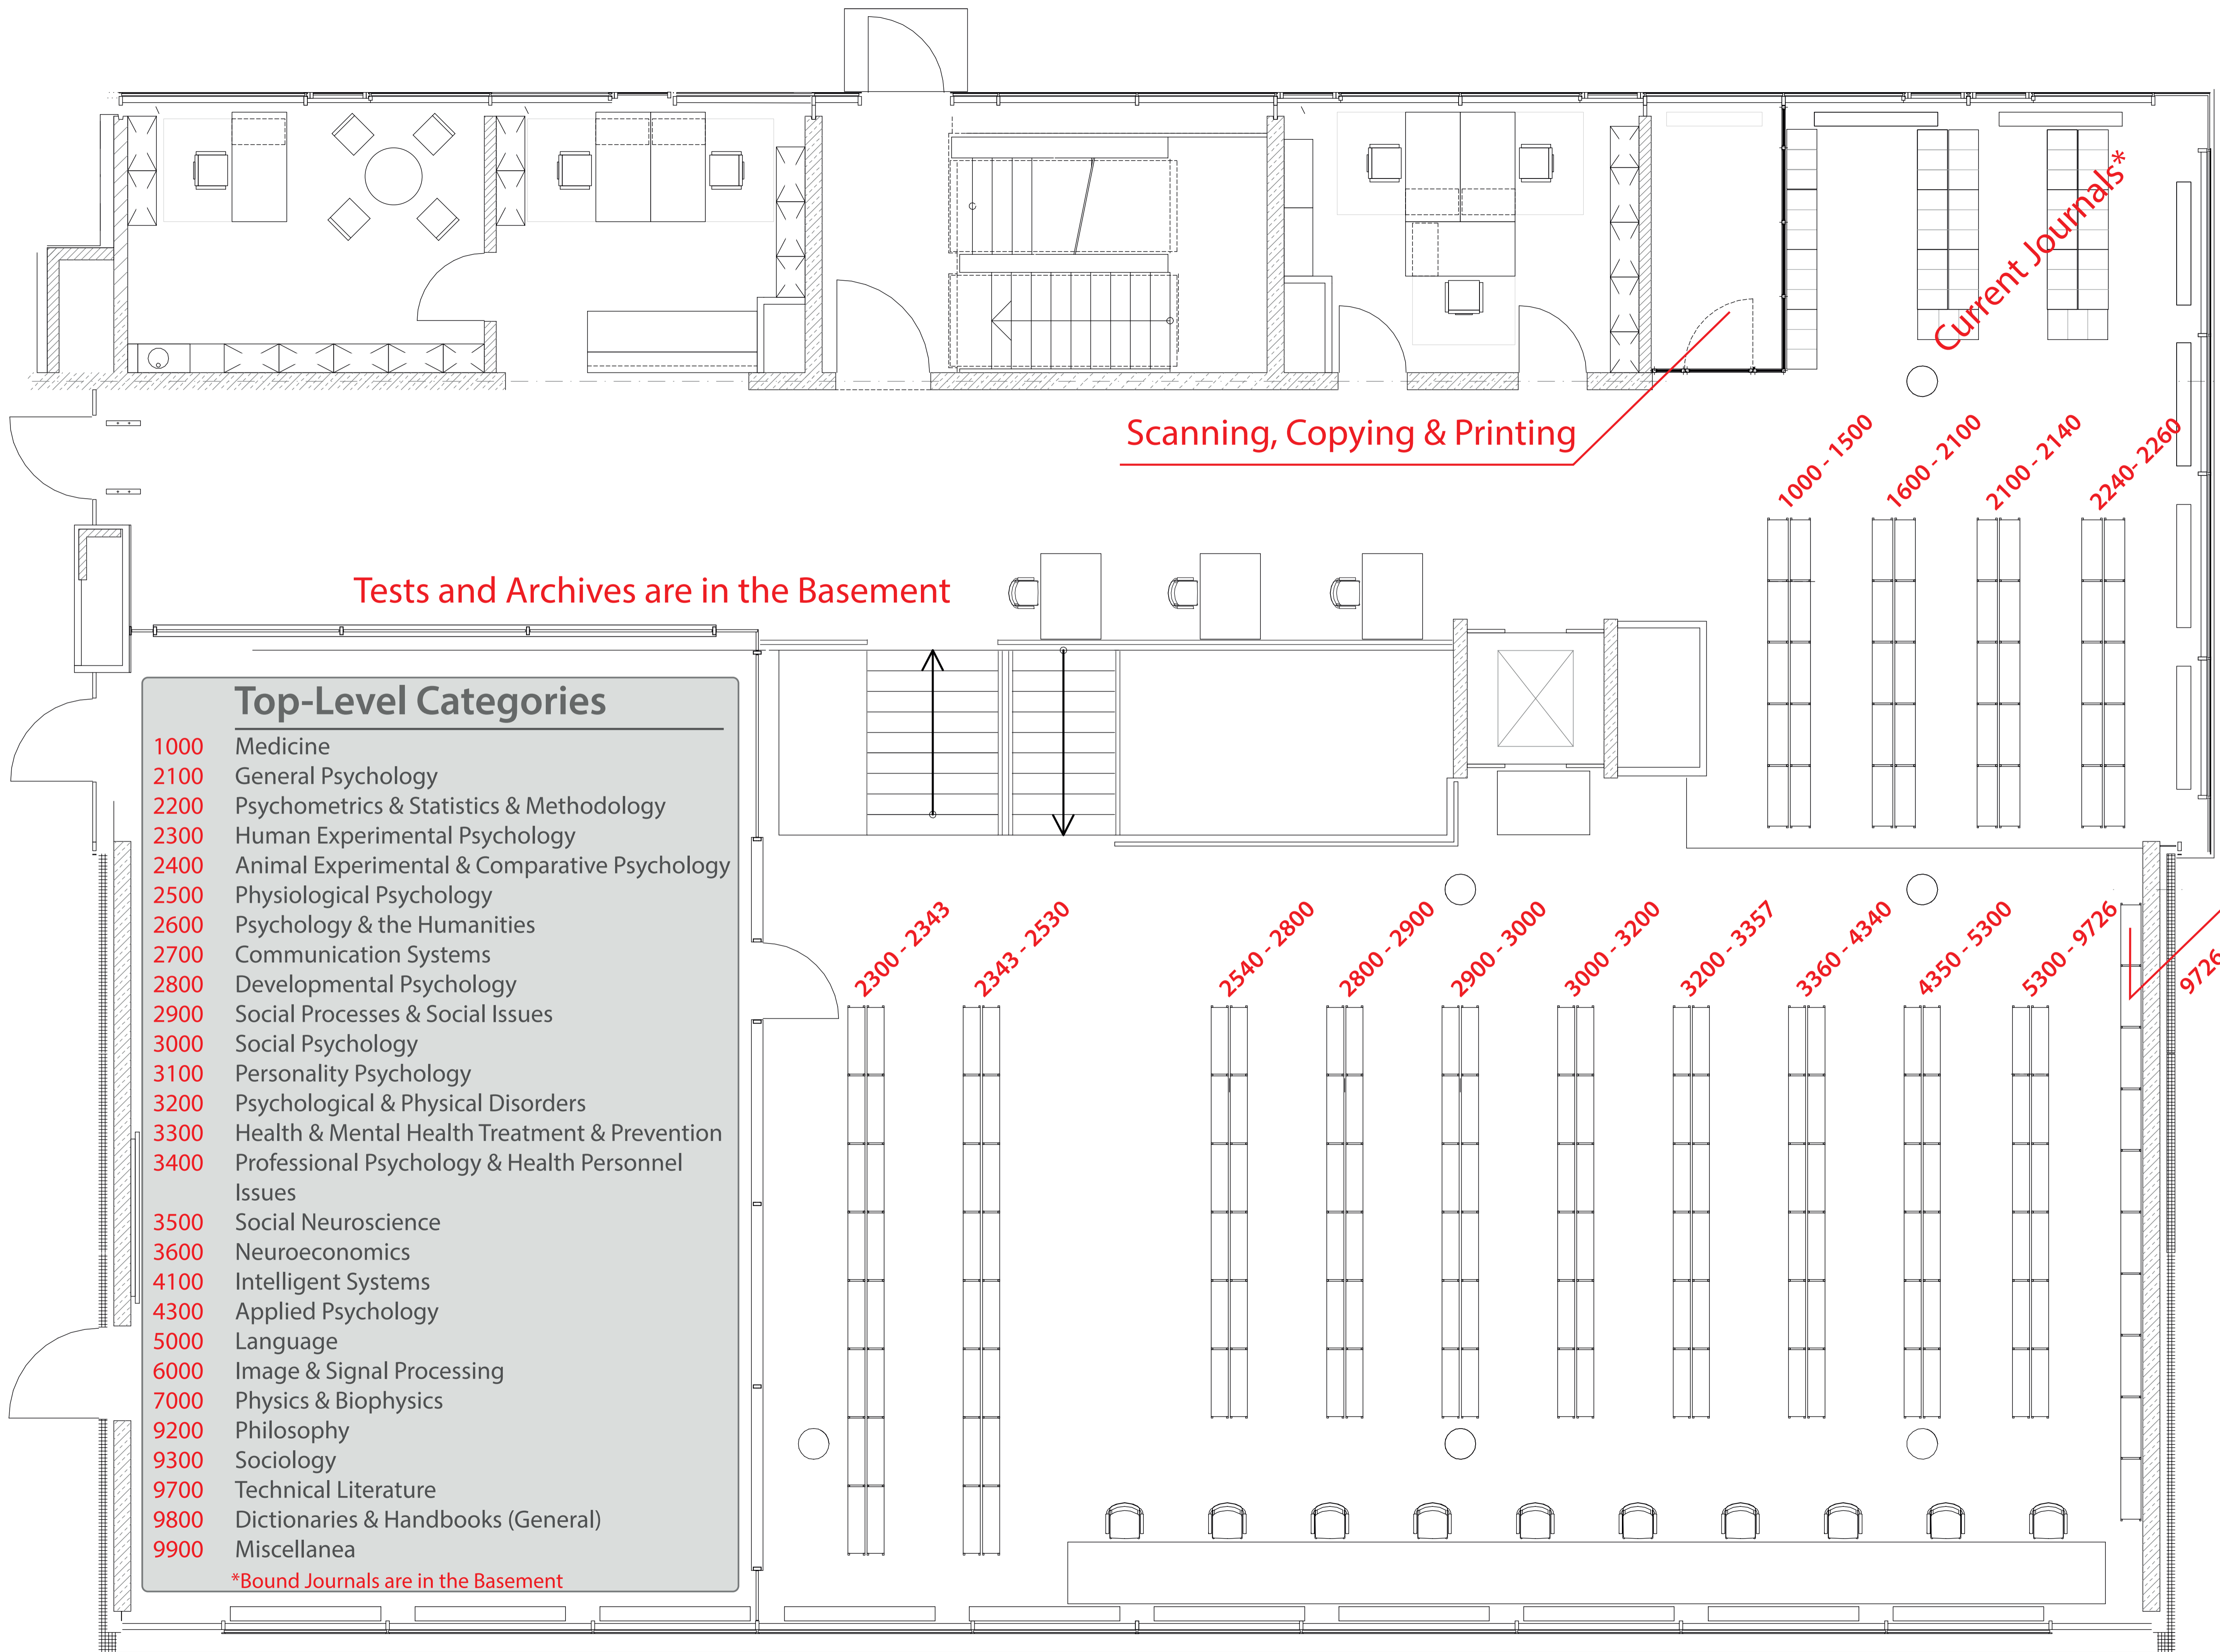 Current Journals*
Scanning, Copying & Printing
1000 - 1500
1600 - 2100
2100 - 2140
2240- 2260
Tests and Archives are in the Basement
Top-Level Categories
1000 Medicine
2100 General Psychology
2200 Psychometrics & Statistics & Methodology
2300 Human Experimental Psychology
2400 Animal Experimental & Comparative Psychology
2500 Physiological Psychology
2600 Psychology & the Humanities
2700 Communication Systems
2800 Developmental Psychology
2900 Social Processes & Social Issues
3000 Social Psychology
3100 Personality Psychology
3200 Psychological & Physical Disorders
3300 Health & Mental Health Treatment & Prevention
3400 Professional Psychology & Health Personnel
Issues
3500 Social Neuroscience
3600 Neuroeconomics
4100 Intelligent Systems
4300 Applied Psychology
5000 Language
6000 Image & Signal Processing
7000 Physics & Biophysics
9200 Philosophy
9300 Sociology
9700 Technical Literature
9800 Dictionaries & Handbooks (General)
9900 Miscellanea
*Bound Journals are in the Basement
2300 - 2343
2343 - 2530
2540 - 2800
2800 - 2900
2900 - 3000
3000 - 3200
3200 - 3357
3360 - 4340
4350 - 5300
5300 - 9726
9726